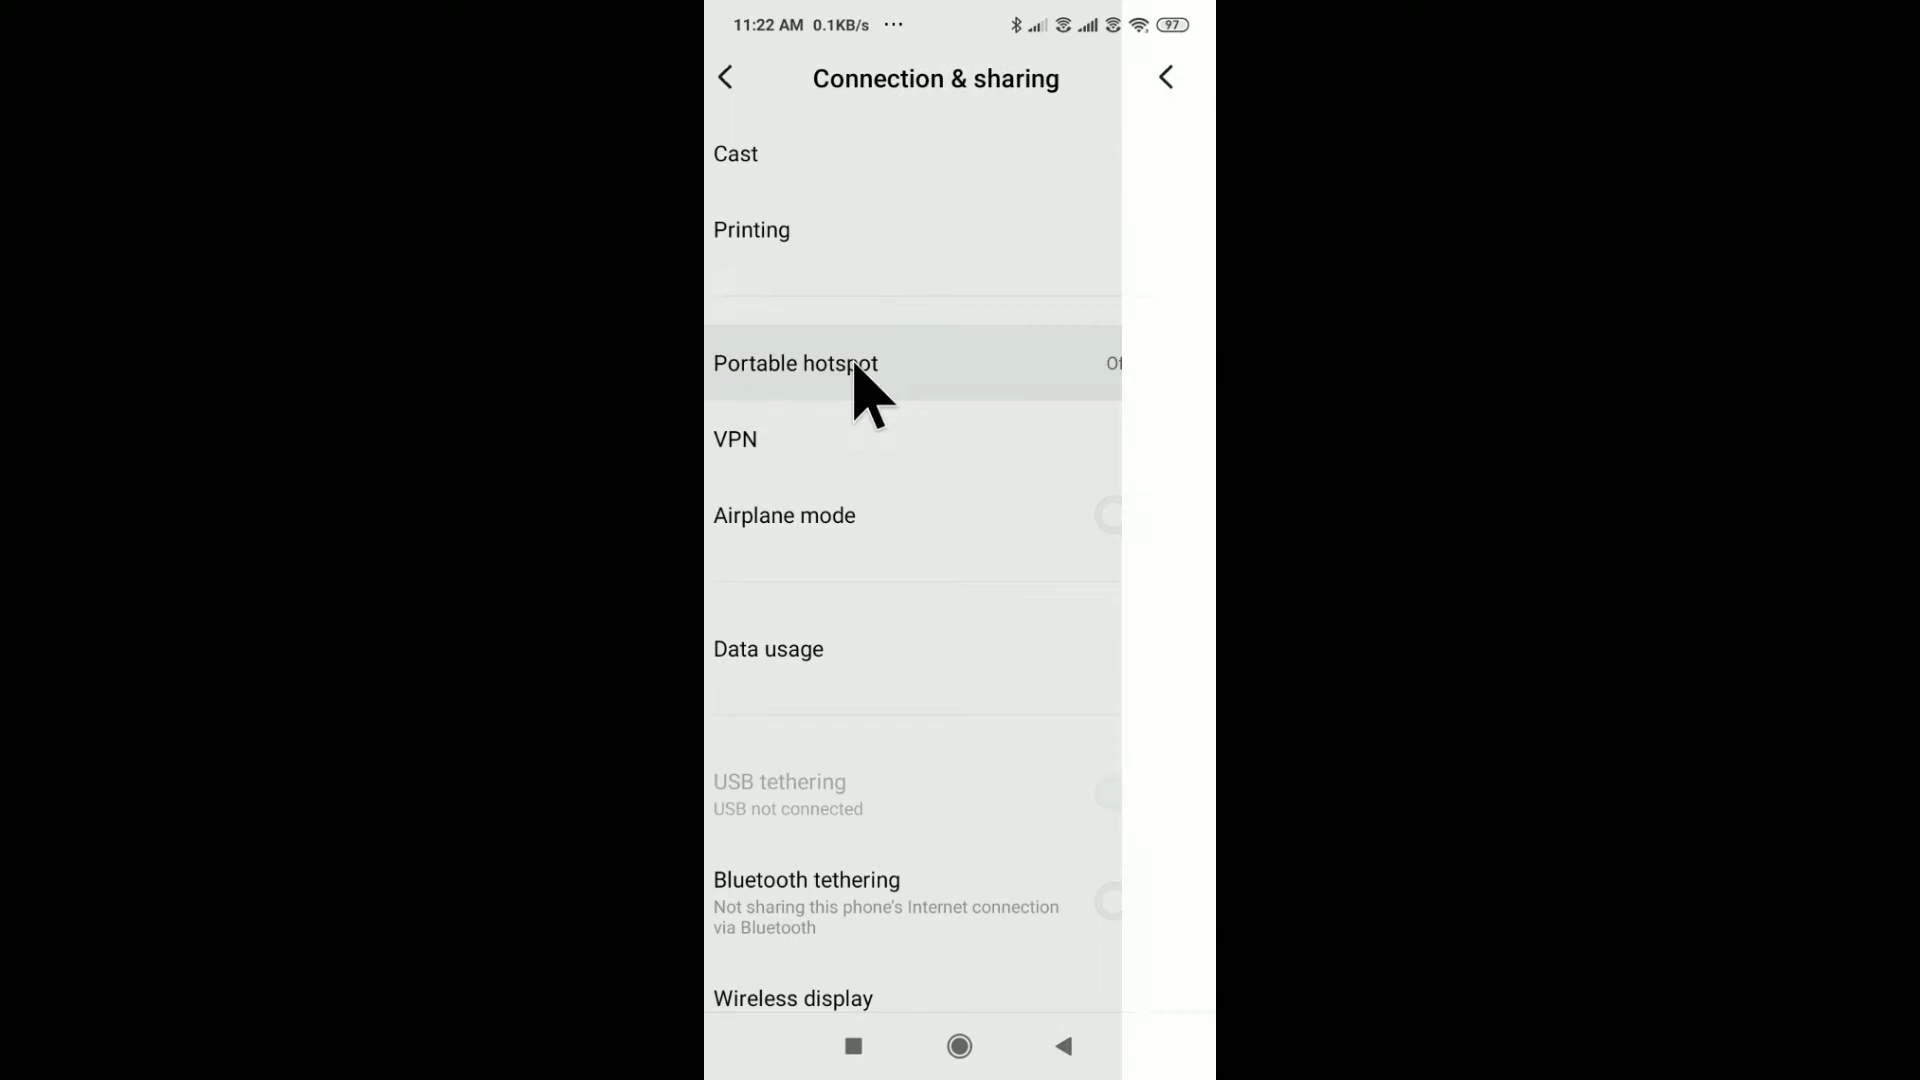 11:22 AM 0.1KB/s ... 97
Connection & sharing
Cast
Printing
Portable hotspot
VPN
Airplane mode
Data usage
USB tethering
USB not connected
Bluetooth tethering
Not sharing this phone's Internet connection
via Bluetooth
Wireless display